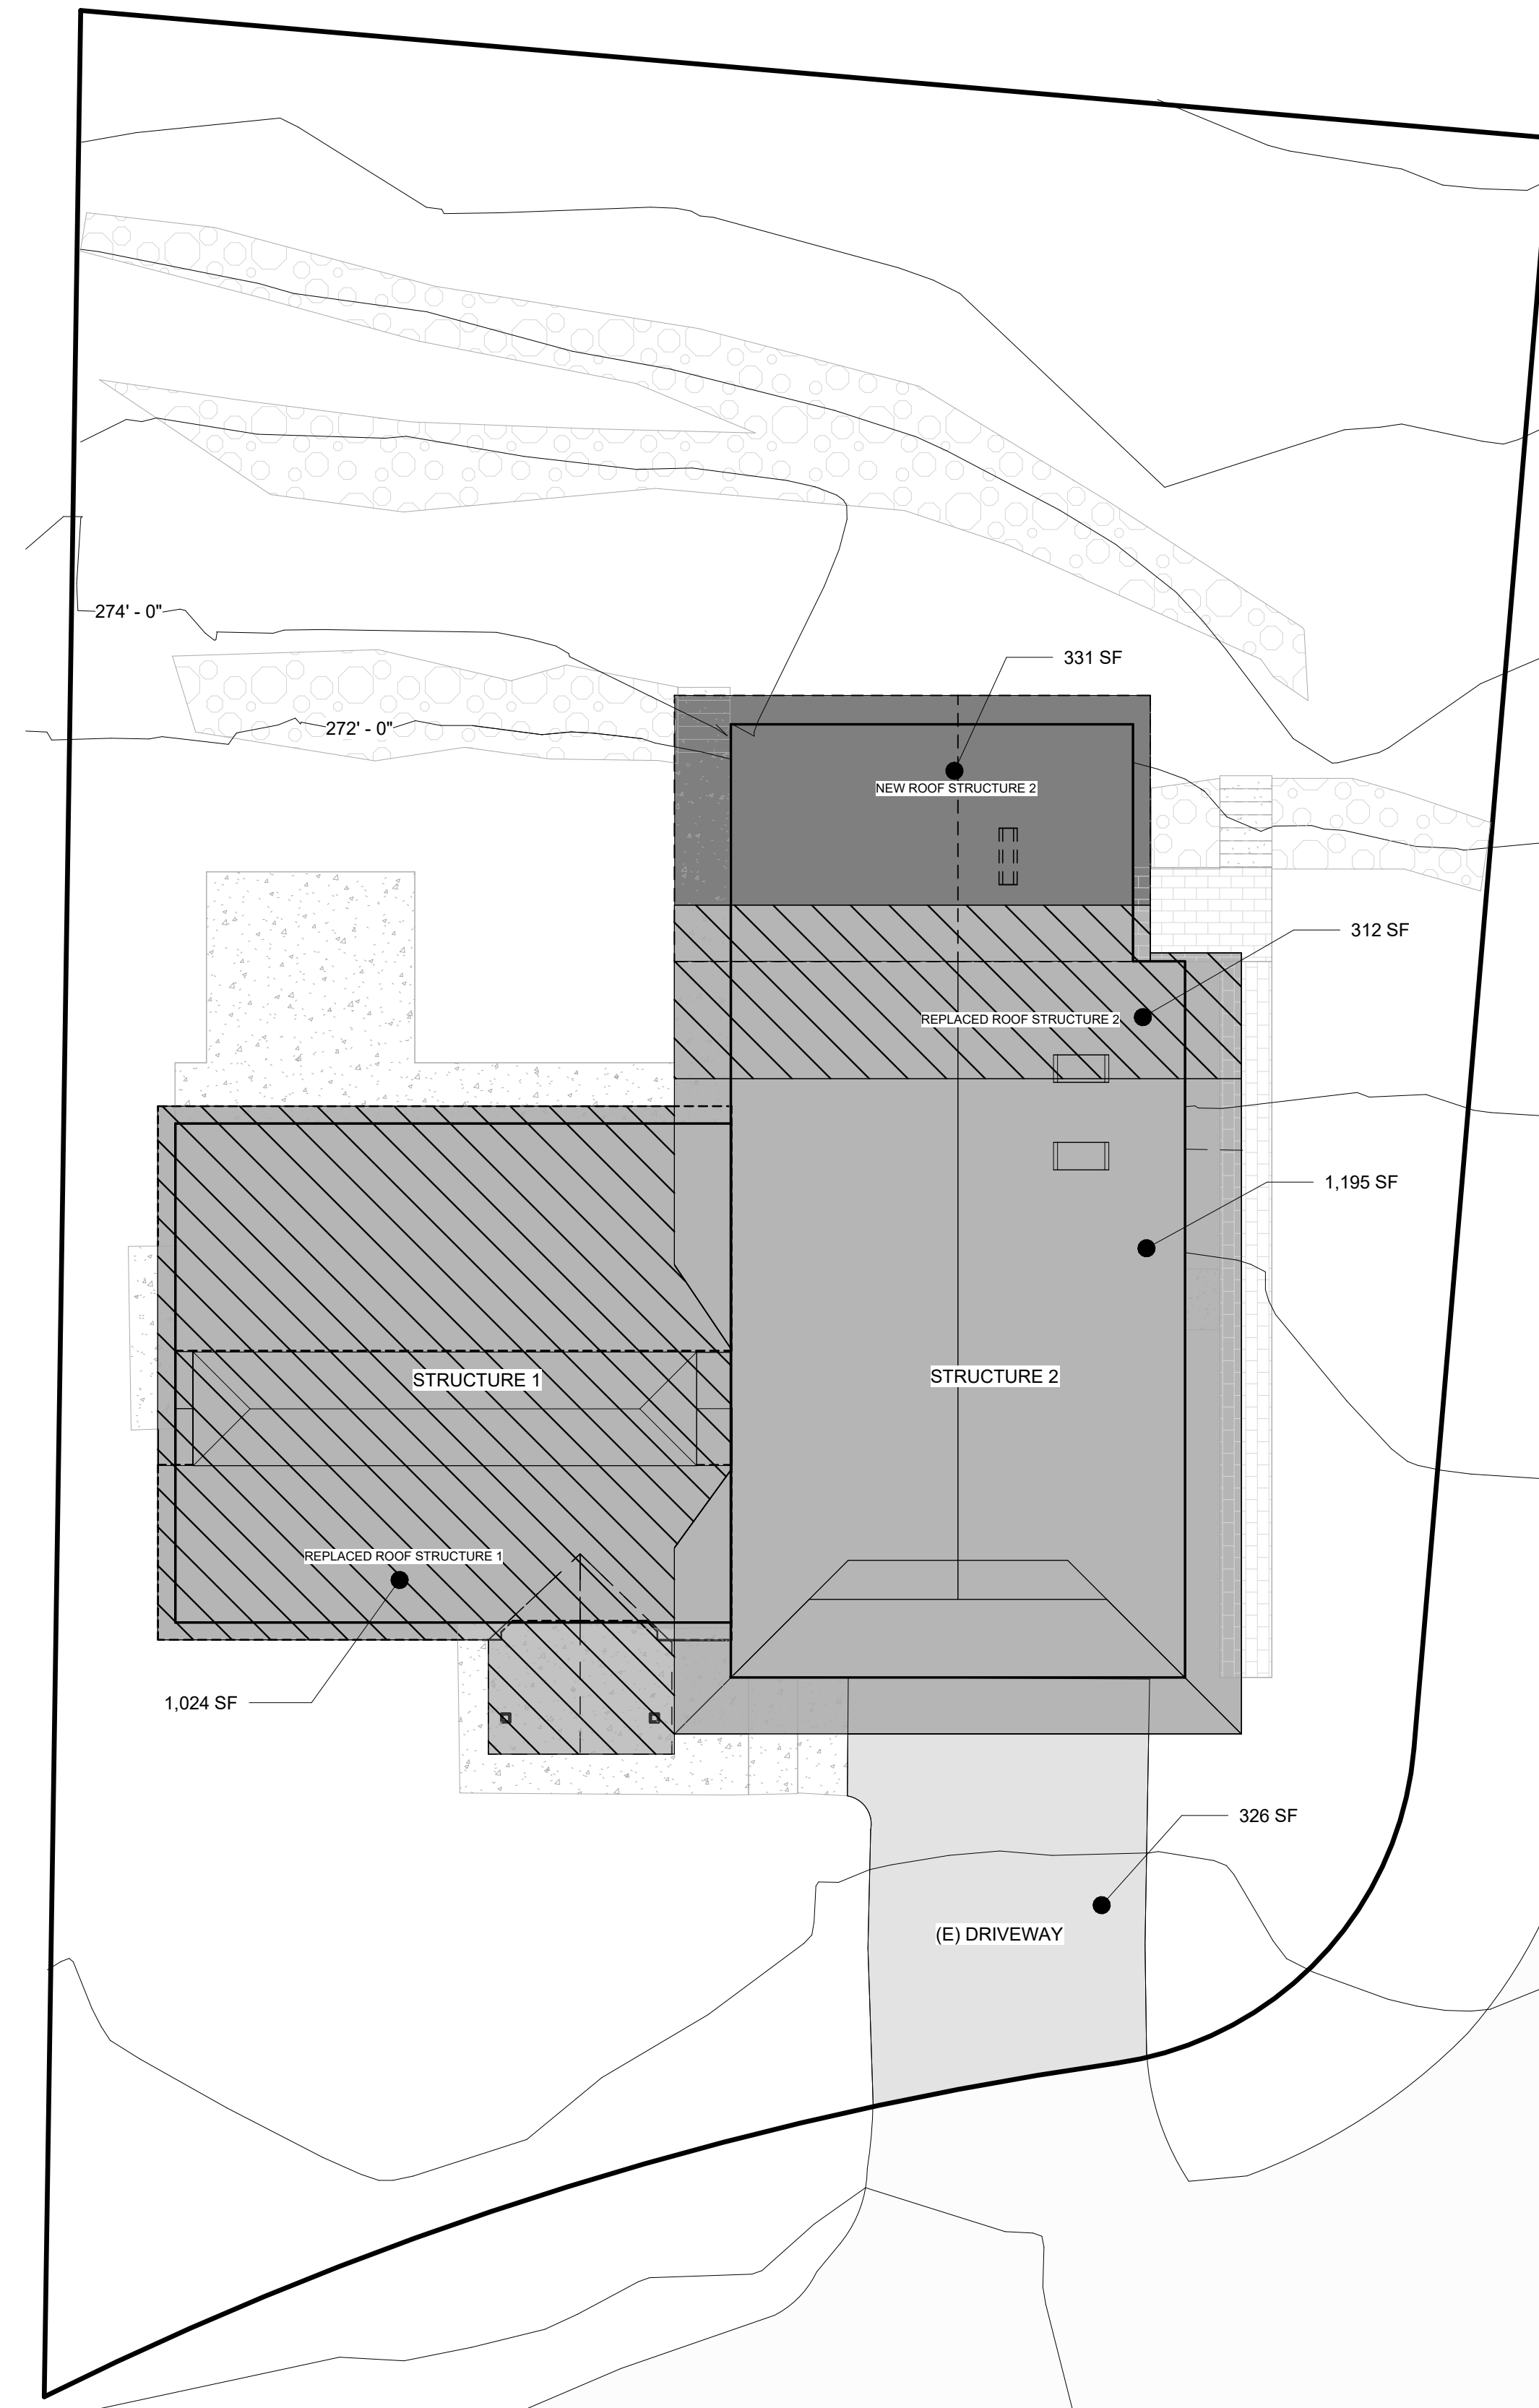 274' - 0"
331 SF
272' - 0"
NEW ROOF STRUCTURE 2
312 SF
REPLACED ROOF STRUCTURE 2
1,195 SF
STRUCTURE 1
STRUCTURE 2
REPLACED ROOF STRUCTURE 1
1,024 SF
326 SF
(E) DRIVEWAY